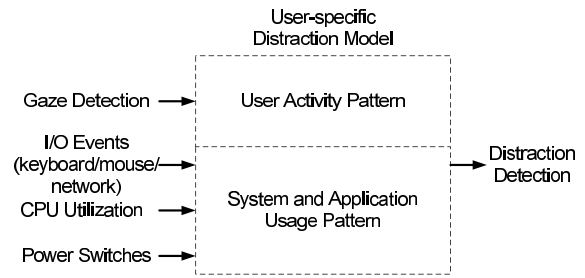 User-specific
Distraction Model
Gaze Detection
User Activity Pattern
I/O Events
(keyboard/mouse/
network)
Distraction
Detection
CPU Utilization
System and Application
Usage Pattern
Power Switches